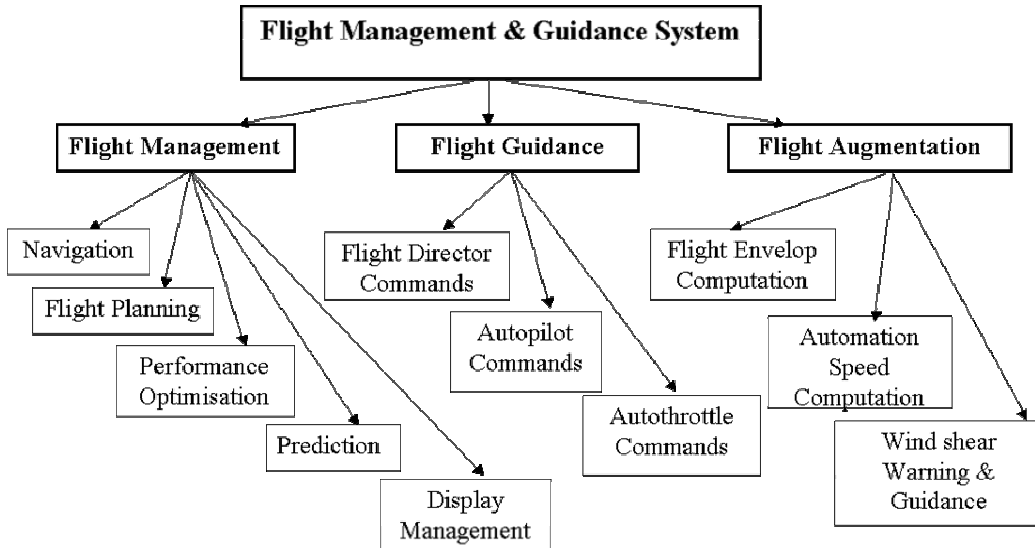 Flight Management & Guidance System
Flight Management
Flight Guidance
Flight Augmentation
Navigation
Flight Planning
Performance
Optimisation
Prediction
Display
Management
Flight Director
Commands
Autopilot
Commands
Autothrottle
Commands
Flight Envelop
Computation
Automation
Speed
Computation
Wind shear
Warning &
Guidance